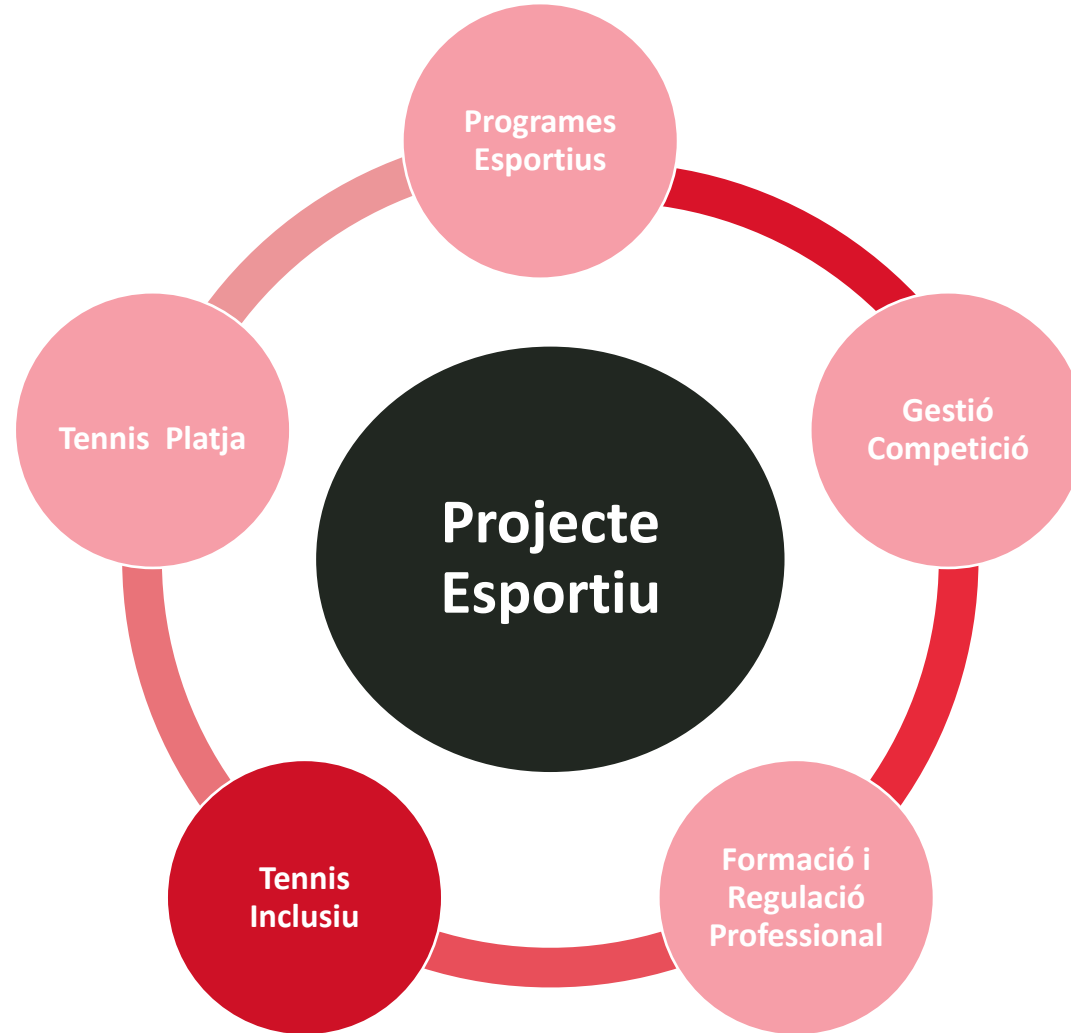 Programes
Esportius
Gestió
Competició
Formació i
Regulació
Professional
Tennis
Inclusiu
Tennis Platja
Projecte
Esportiu